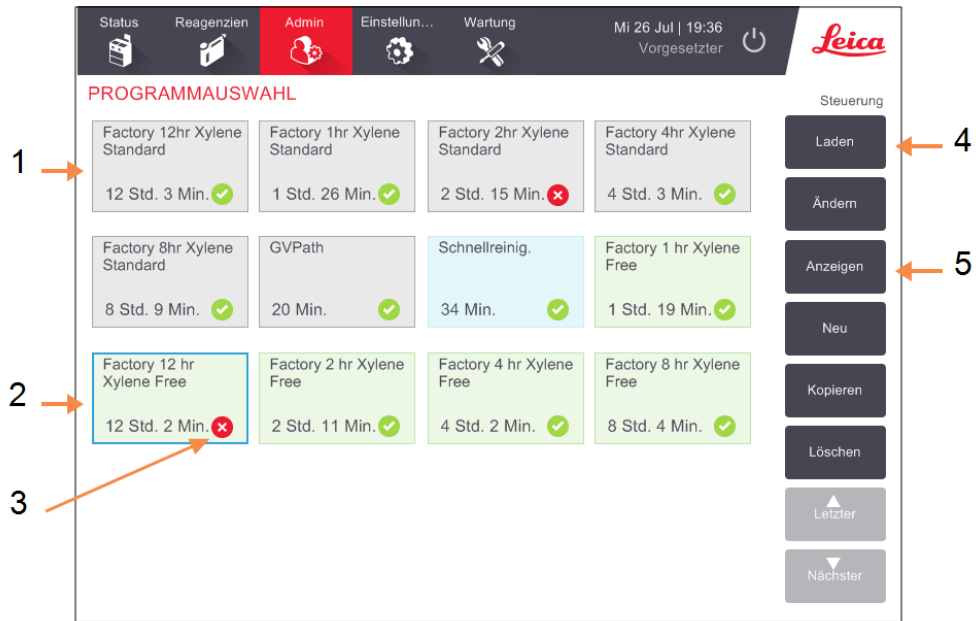 Status Reagenzien Admin Einstellun... Wartung
Mi 26 Jul | 19:36
Vorgesetzter
Leica
PROGRAMMAUSWAHL
Steuerung
Factory 12hr Xylene
Standard
12 Std. 3 Min.
Factory 1hr Xylene
Standard
1 Std. 26 Min.
Factory 2hr Xylene
Standard
2 Std. 15 Min.
Factory 4hr Xylene
Standard
4 Std. 3 Min.
Factory 8hr Xylene
Standard
8 Std. 9 Min.
GVPath
20 Min.
Schnellreinig.
34 Min.
Factory 1 hr Xylene
Free
1 Std. 19 Min.
Factory 12 hr
Xylene Free
12 Std. 2 Min.
Factory 2 hr Xylene
Free
2 Std. 11 Min.
Factory 4 hr Xylene
Free
4 Std. 2 Min.
Factory 8 hr Xylene
Free
8 Std. 4 Min.
Laden
Ändern
Anzeigen
Neu
Kopieren
Löschen
Letzter
Nächster
1
2
3
4
5